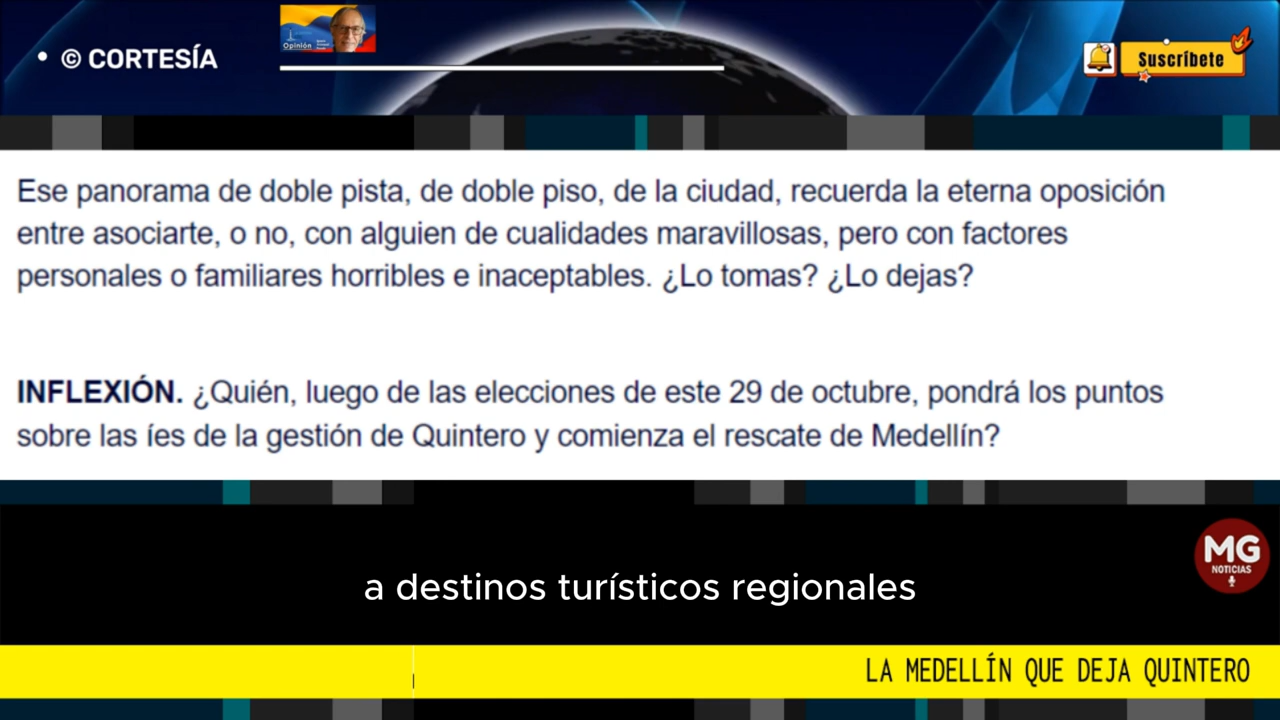 • © CORTESÍA
Opinión
Suscríbete
Ese panorama de doble pista, de doble piso, de la ciudad, recuerda la eterna oposición
entre asociarte, o no, con alguien de cualidades maravillosas, pero con factores
personales o familiares horribles e inaceptables. ¿Lo tomas? ¿Lo dejas?
INFLEXIÓN. ¿Quién, luego de las elecciones de este 29 de octubre, pondrá los puntos
sobre las íes de la gestión de Quintero y comienza el rescate de Medellín?
MG
NOTICIAS
a destinos turísticos regionales
LA MEDELLÍN QUE DEJA QUINTERO